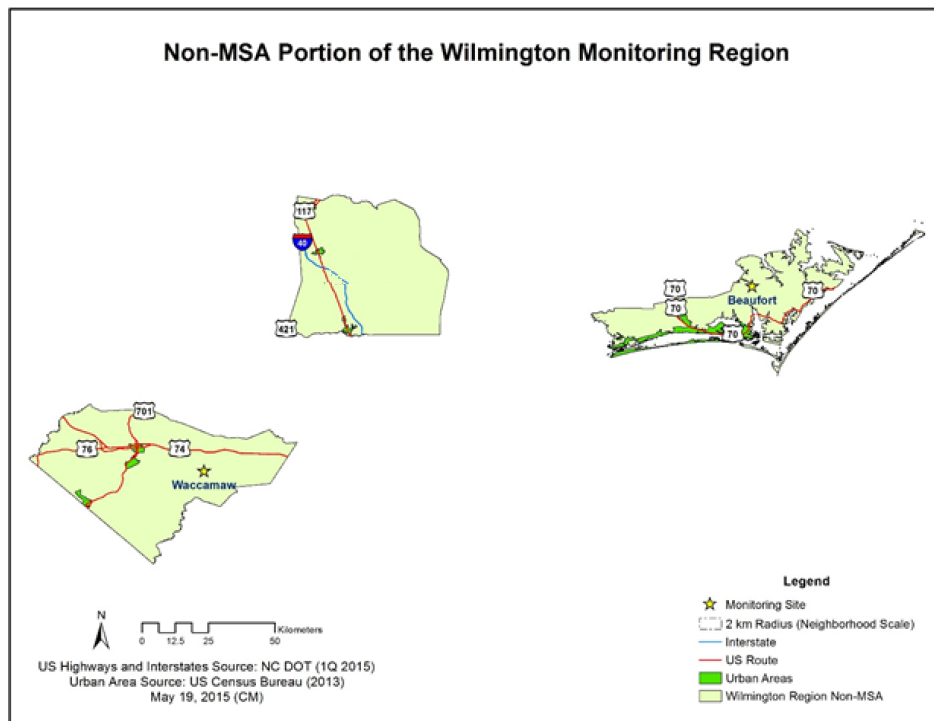 Non-MSA Portion of the Wilmington Monitoring Region
117
40
421
70
70
70
Beaufort
70
701
76
74
Waccamaw
N
Kilometers
0 12.5 25 50
US Highways and Interstates Source: NC DOT (1Q 2015)
Urban Area Source: US Census Bureau (2013)
May 19, 2015 (CM)
Legend
Monitoring Site
2 km Radius (Neighborhood Scale)
Interstate
US Route
Urban Areas
Wilmington Region Non-MSA